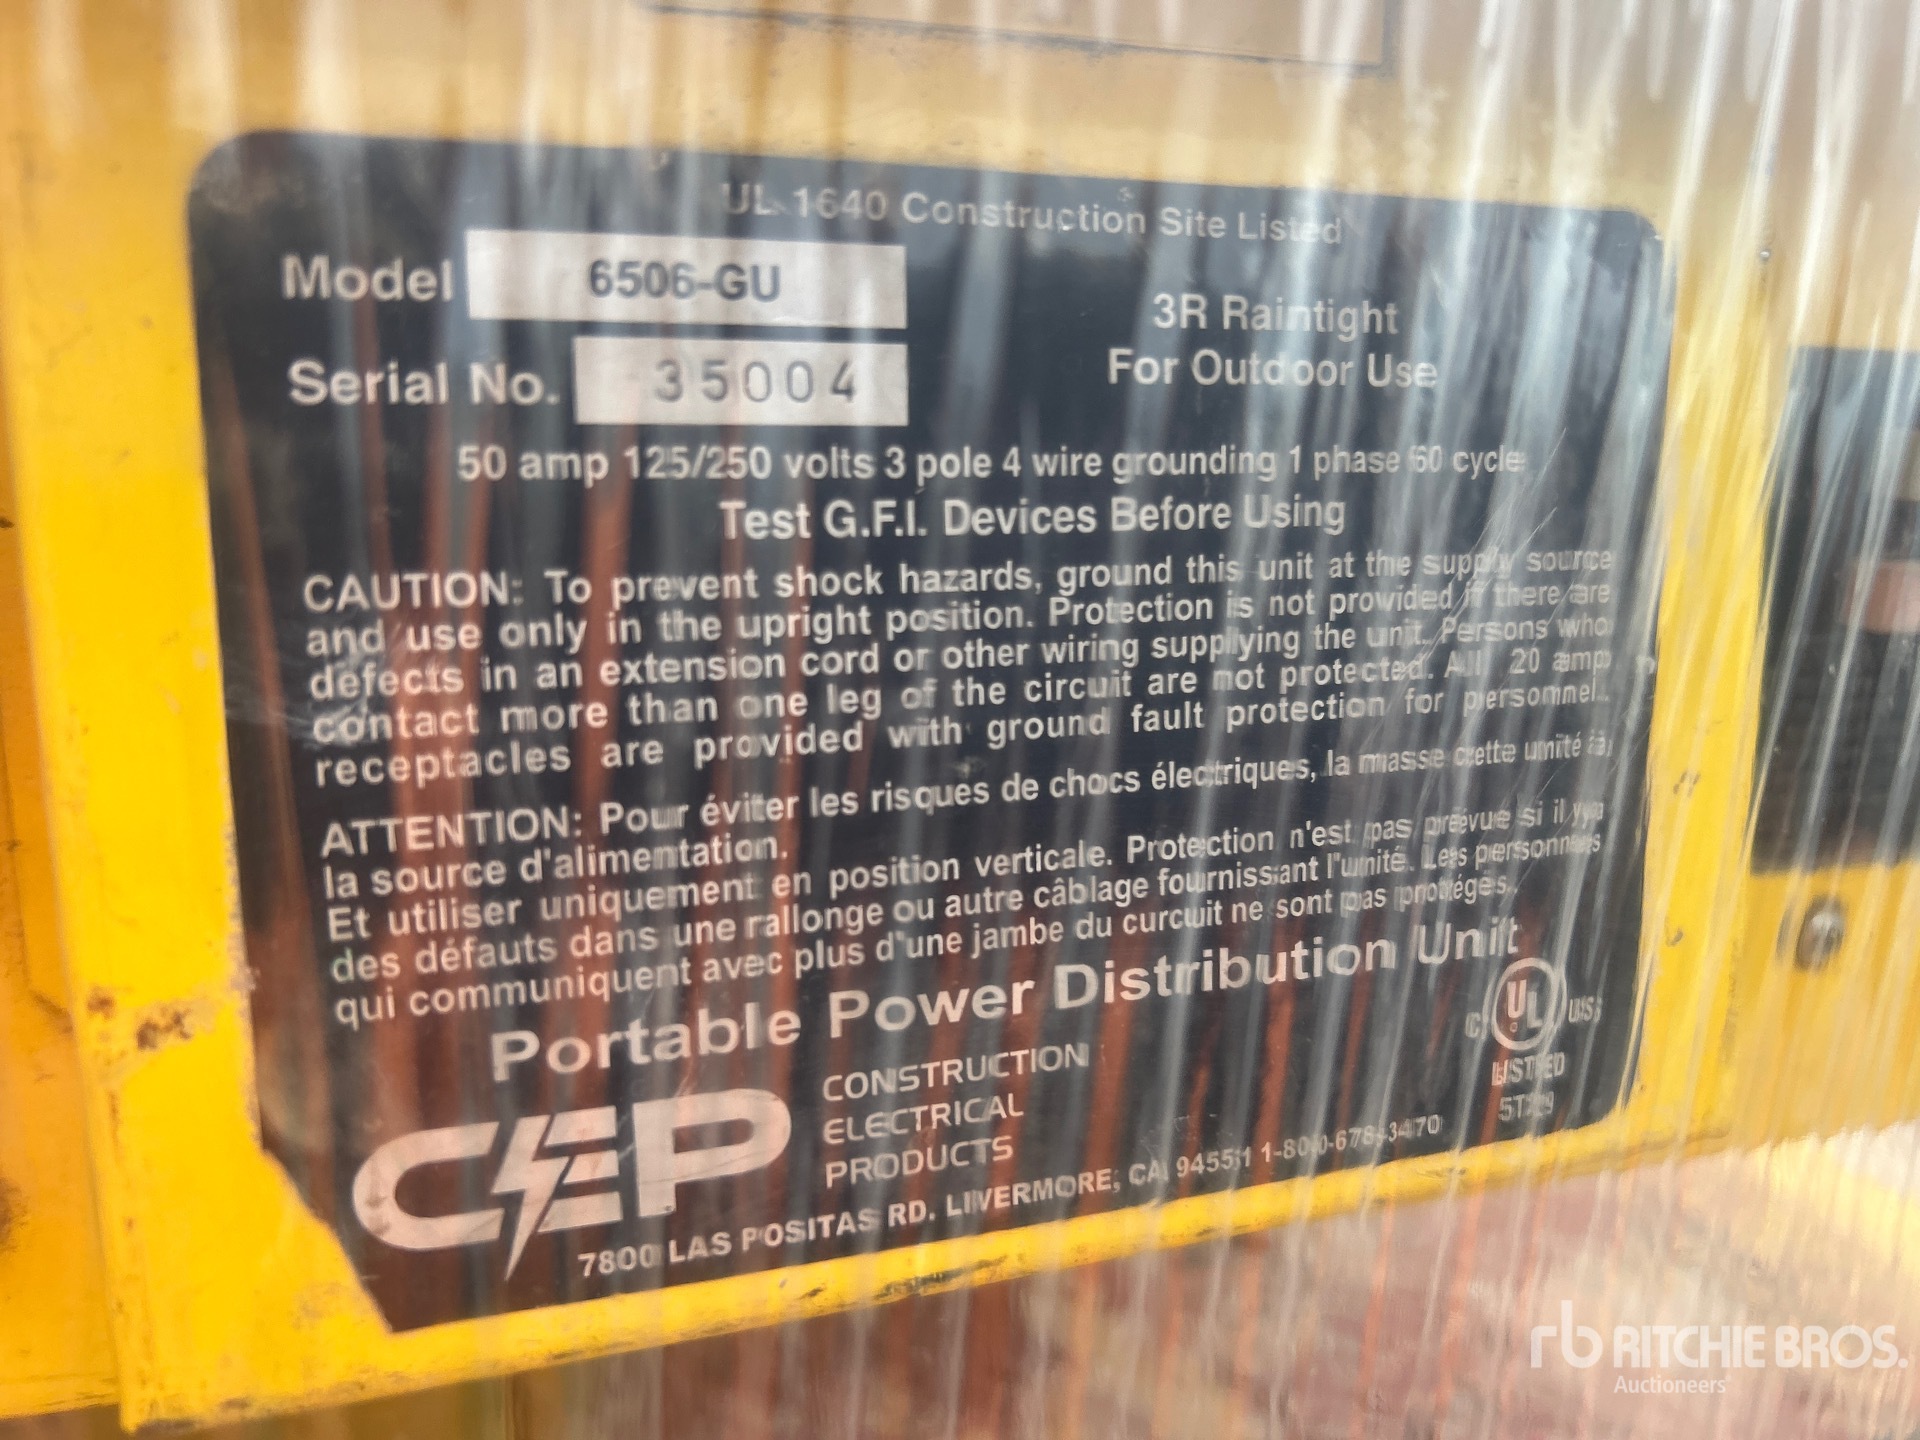 UL 1640 Construction Site Listed
Model 6506-GU
3R Raintight
For Outdoor Use
Serial No. 35004
50 amp 125/250 volts 3 pole 4 wire grounding 1 phase 60 cycle
Test G.F.I. Devices Before Using
CAUTION: To prevent shock hazards, ground this unit at the supply source
and use only in the upright position. Protection is not provided if there are
defects in an extension cord or other wiring supplying the unit. Persons who
contact more than one leg of the circuit are not protected. All 20 amp
receptacles are provided with ground fault protection for personnel.
ATTENTION: Pour éviter les risques de chocs électriques, la masse cette unité à
la source d'alimentation.
Et utiliser uniquement en position verticale. Protection n'est pas préevue si il y a
des défauts dans une rallonge ou autre câblage fournissant l'unité. Les personnes
qui communiquent avec plus d'une jambe du curcuit ne sont pas protégés.
Portable Power Distribution Unit
CEP
CONSTRUCTION
ELECTRICAL
PRODUCTS
C UL US
LISTED
7800 LAS POSITAS RD. LIVERMORE, CA 94551 1-800-678-3470
rb RITCHIE BROS.
Auctioneers